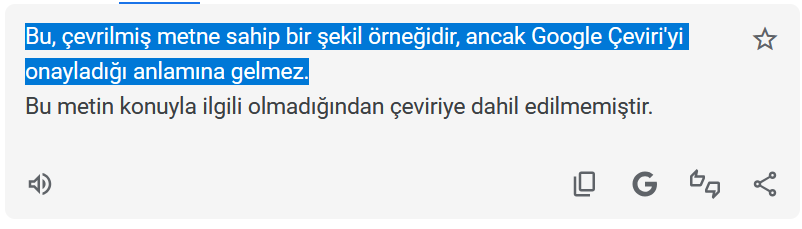 Bu, çevrilmiş metne sahip bir şekil örneğidir, ancak Google Çeviri'yi
onayladığı anlamına gelmez.
Bu metin konuyla ilgili olmadığından çeviriye dahil edilmemiştir.